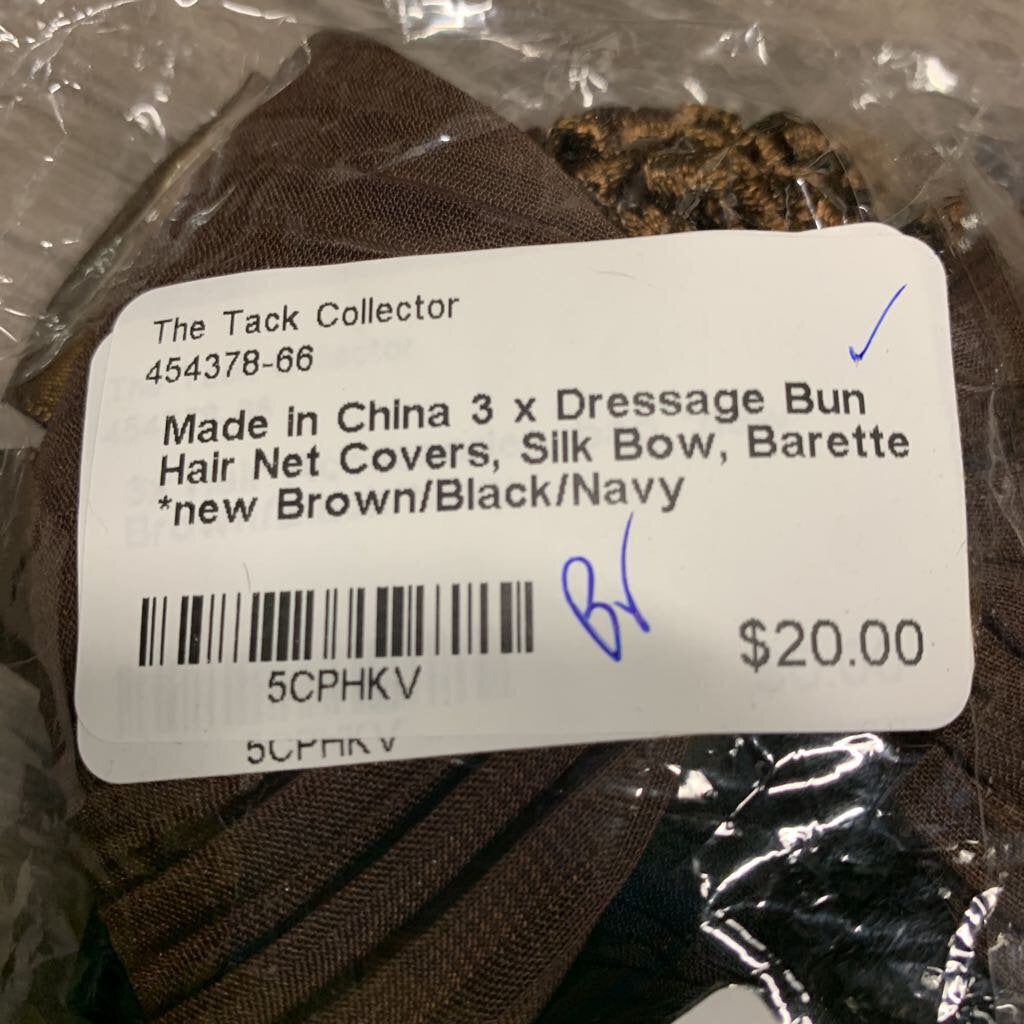 The Tack Collector
454378-66
Made in China 3 x Dressage Bun
Hair Net Covers, Silk Bow, Barette
*new Brown/Black/Navy
Br
5CPHKV
$20.00
5CPHKV